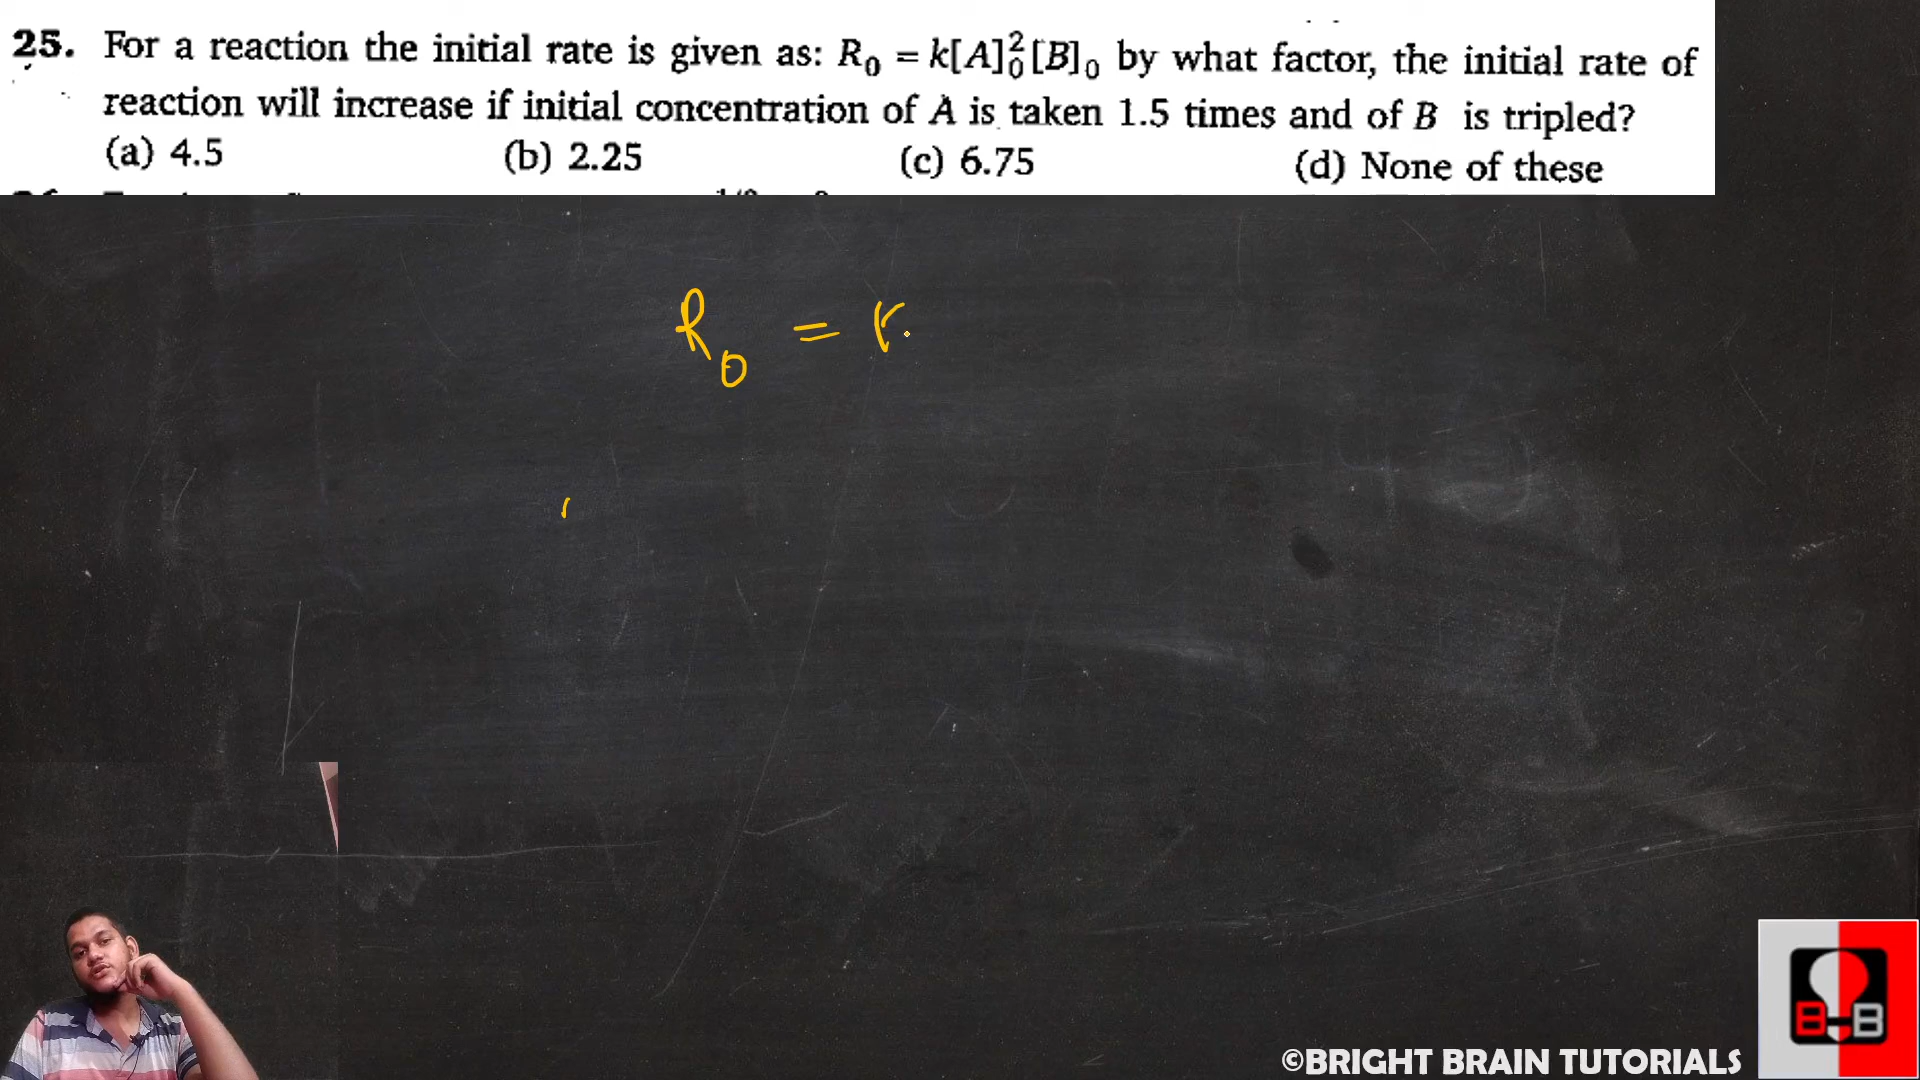 25. For a reaction the initial rate is given as: R₀ = k[A]₀²[B]₀ by what factor, the initial rate of
reaction will increase if initial concentration of A is taken 1.5 times and of B is tripled?
(a) 4.5 (b) 2.25 (c) 6.75 (d) None of these
R₀ =
B B
©BRIGHT BRAIN TUTORIALS